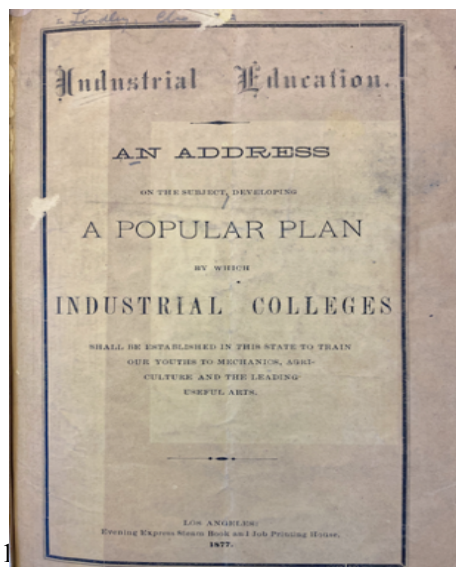 Lindley
Industrial Education.
AN ADDRESS
ON THE SUBJECT, DEVELOPING
A POPULAR PLAN
BY WHICH
INDUSTRIAL COLLEGES
SHALL BE ESTABLISHED IN THIS STATE TO TRAIN
OUR YOUTHS TO MECHANICS, AGRI-
CULTURE AND THE LEADING
USEFUL ARTS.
LOS ANGELES:
Evening Express Steam Book and Job Printing House,
1877.
1